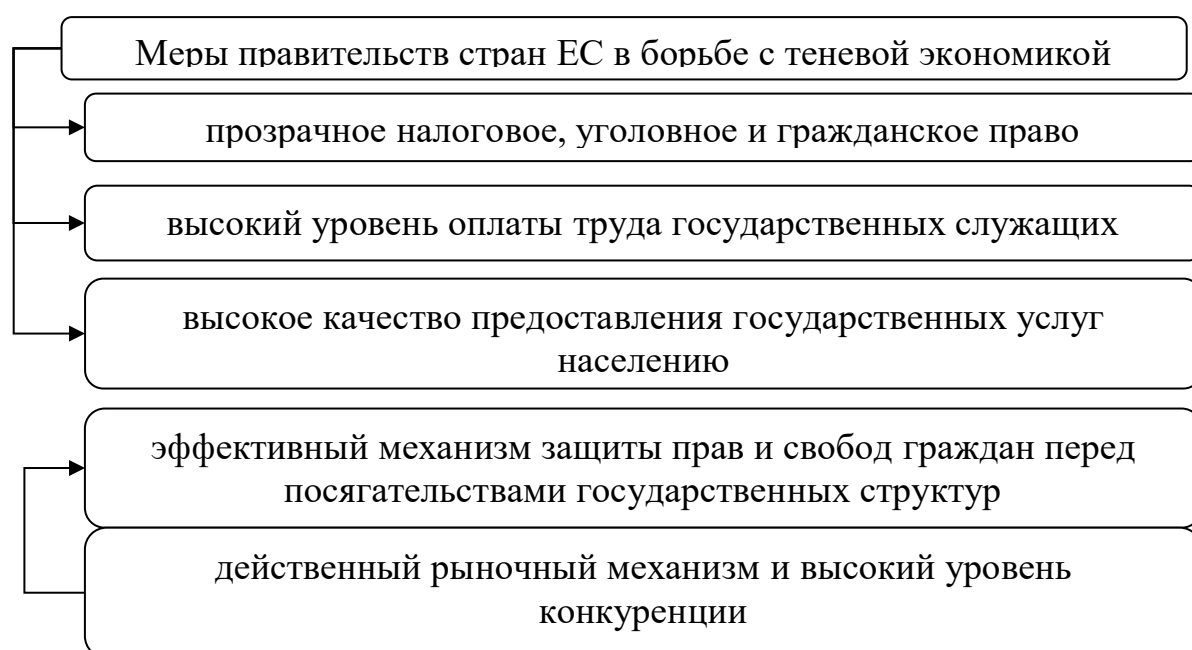 Меры правительств стран ЕС в борьбе с теневой экономикой
прозрачное налоговое, уголовное и гражданское право
высокий уровень оплаты труда государственных служащих
высокое качество предоставления государственных услуг
населению
эффективный механизм защиты прав и свобод граждан перед
посягательствами государственных структур
действенный рыночный механизм и высокий уровень
конкуренции